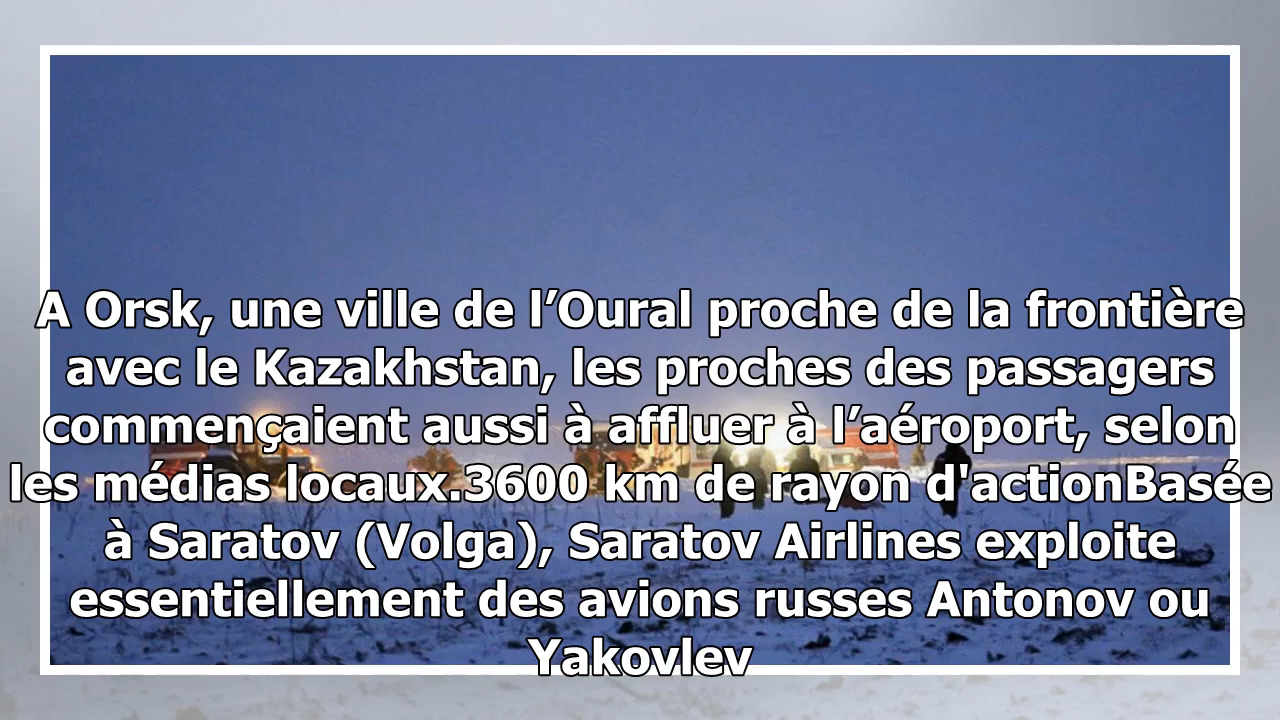 A Orsk, une ville de l’Oural proche de la frontière
avec le Kazakhstan, les proches des passagers
commençaient aussi à affluer à l’aéroport, selon
les médias locaux.3600 km de rayon d'actionBasée
à Saratov (Volga), Saratov Airlines exploite
essentiellement des avions russes Antonov ou
Yakovlev